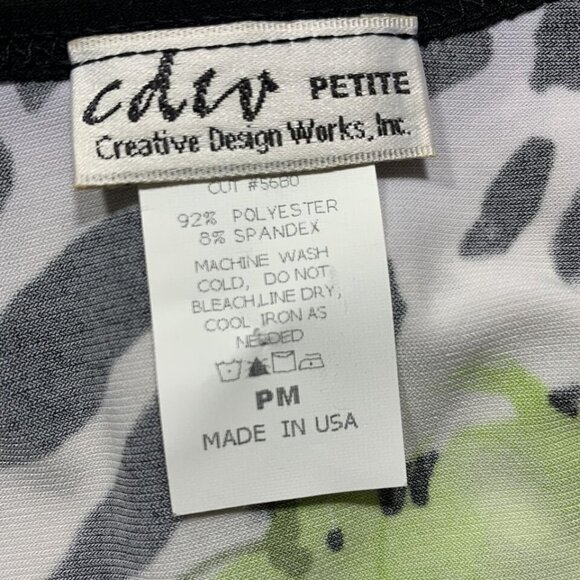 cdw PETITE
Creative Design Works, Inc.
CUT #5680
92% POLYESTER
8% SPANDEX
MACHINE WASH
COLD, DO NOT
BLEACH,LINE DRY,
COOL IRON AS
NEEDED
PM
MADE IN USA